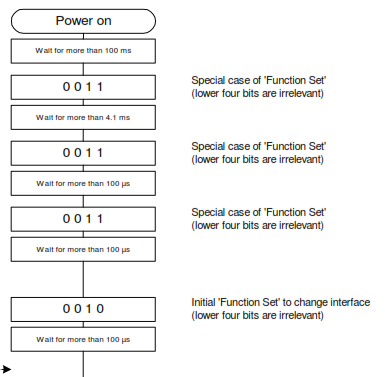 Power on
Wait for more than 100 ms
0 0 1 1
Special case of 'Function Set'
(lower four bits are irrelevant)
Wait for more than 4.1 ms
0 0 1 1
Special case of 'Function Set'
(lower four bits are irrelevant)
Wait for more than 100 µs
0 0 1 1
Special case of 'Function Set'
(lower four bits are irrelevant)
Wait for more than 100 µs
0 0 1 0
Initial 'Function Set' to change interface
(lower four bits are irrelevant)
Wait for more than 100 µs